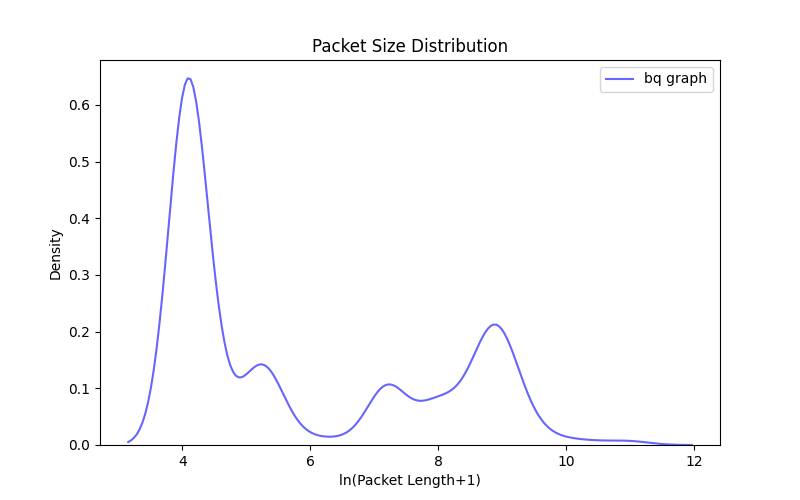 Packet Size Distribution
bq graph
Density
0.6
0.5
0.4
0.3
0.2
0.1
0.0
4 6 8 10 12
ln(Packet Length+1)